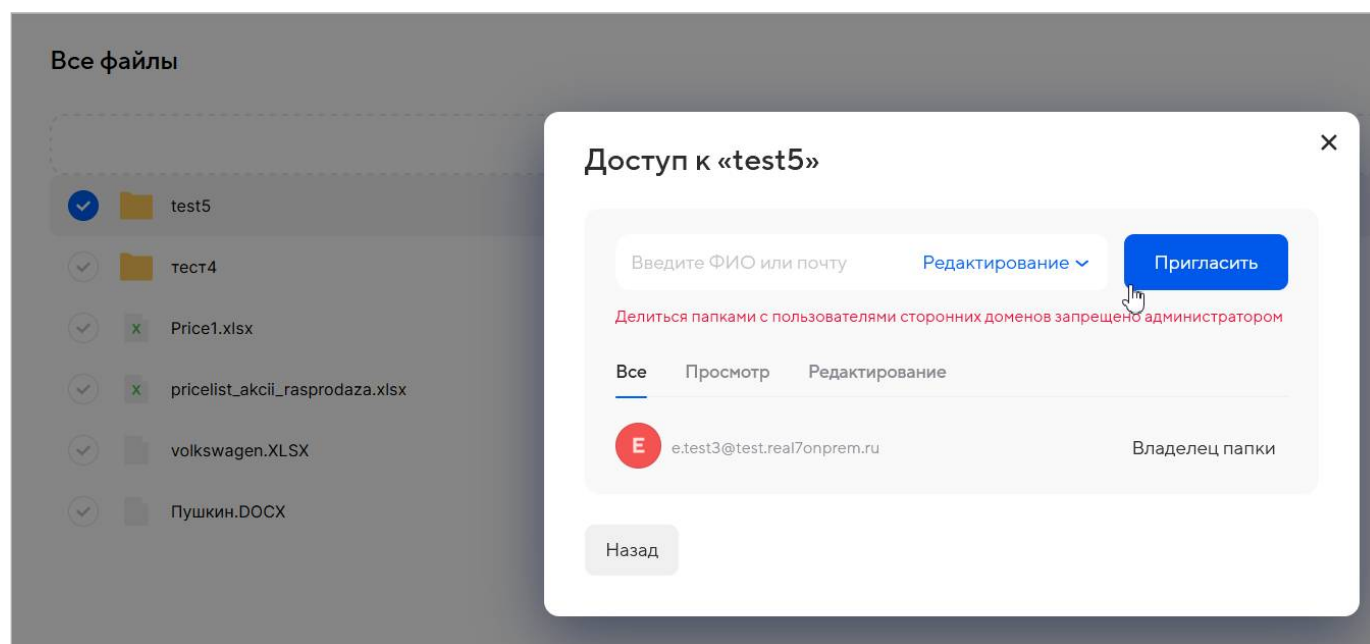 Все файлы
test5
тест4
Price1.xlsx
pricelist_akcii_rasprodaza.xlsx
volkswagen.XLSX
Пушкин.DOCX
Доступ к «test5»
Введите ФИО или почту Редактирование Пригласить
Делиться папками с пользователями сторонних доменов запрещено администратором
Все Просмотр Редактирование
E e.test3@test.real7onprem.ru Владелец папки
Назад